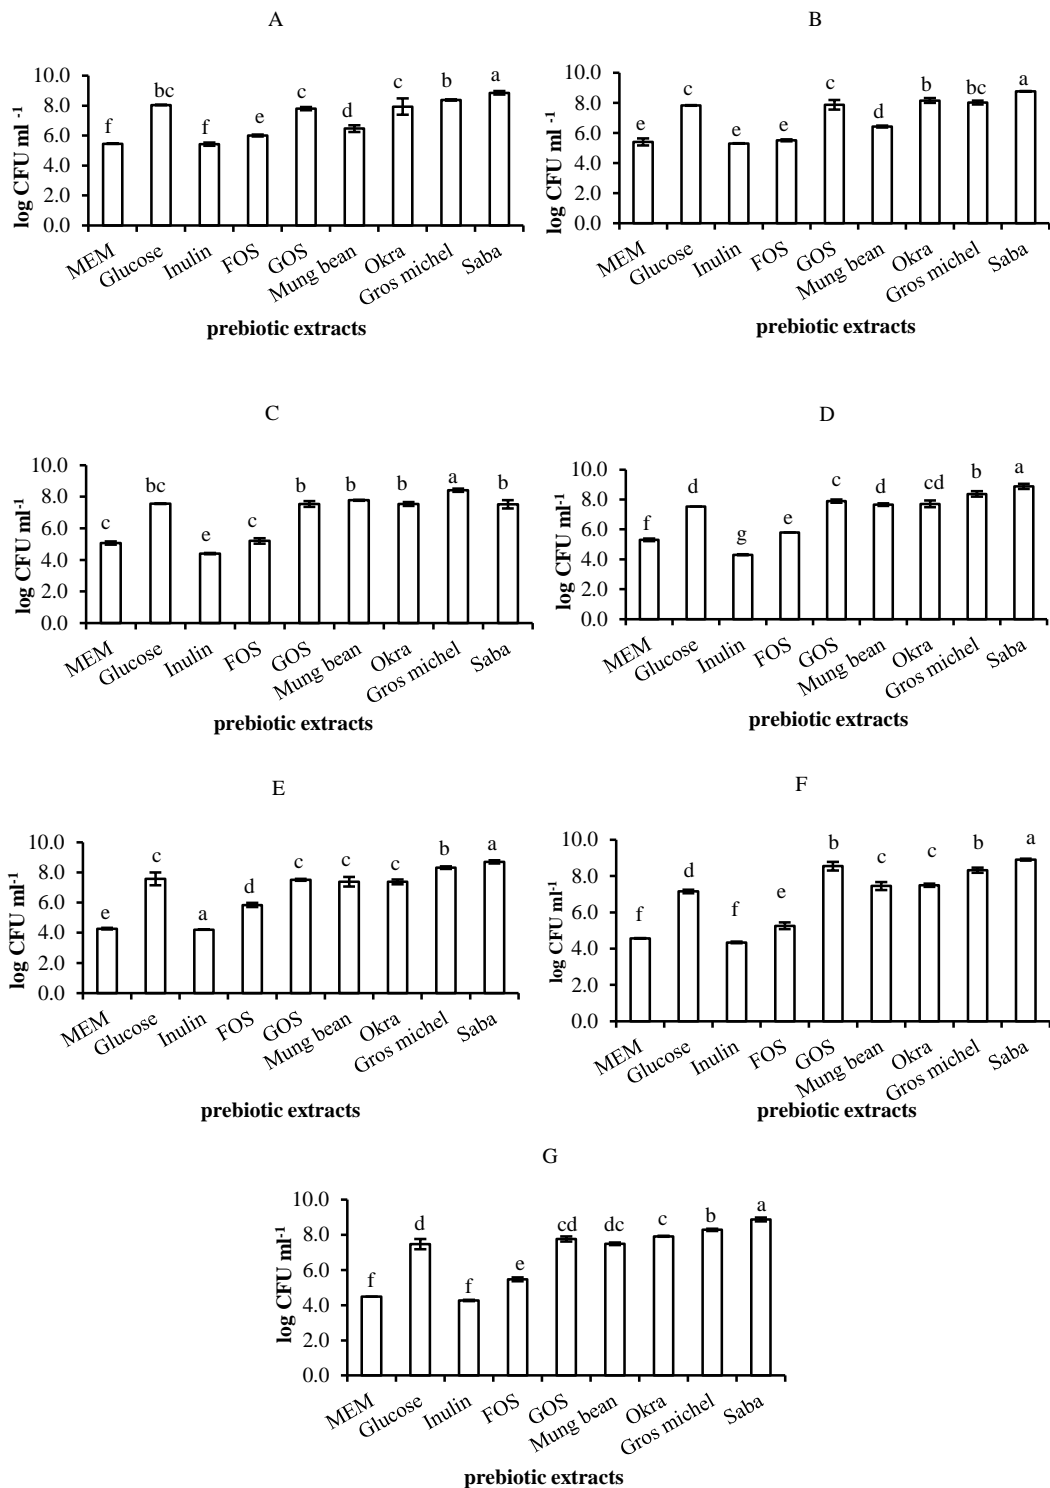 A
log CFU ml -1
10.0
8.0
6.0
4.0
2.0
0.0
f
bc
f
e
c
d
c
b
a
MEM
Glucose
Inulin
FOS
GOS
Mung bean
Okra
Gros michel
Saba
prebiotic extracts
B
log CFU ml -1
10.0
8.0
6.0
4.0
2.0
0.0
e
c
e
e
c
d
b
bc
a
MEM
Glucose
Inulin
FOS
GOS
Mung bean
Okra
Gros michel
Saba
prebiotic extracts
C
log CFU ml-1
10.0
8.0
6.0
4.0
2.0
0.0
c
bc
e
c
b
b
b
a
b
MEM
Glucose
Inulin
FOS
GOS
Mung bean
Okra
Gros michel
Saba
prebiotic extracts
D
log CFU ml-1
10.0
8.0
6.0
4.0
2.0
0.0
f
d
g
e
c
d
cd
b
a
MEM
Glucose
Inulin
FOS
GOS
Mung bean
Okra
Gros michel
Saba
prebiotic extracts
E
log CFU ml-1
10.0
8.0
6.0
4.0
2.0
0.0
e
c
a
d
c
c
c
b
a
MEM
Glucose
Inulin
FOS
GOS
Mung bean
Okra
Gros michel
Saba
prebiotic extracts
F
log CFU ml-1
10.0
8.0
6.0
4.0
2.0
0.0
f
d
f
e
b
c
c
b
a
MEM
Glucose
Inulin
FOS
GOS
Mung bean
Okra
Gros michel
Saba
prebiotic extracts
G
log CFU ml-1
10.0
8.0
6.0
4.0
2.0
0.0
f
d
f
e
cd
dc
c
b
a
MEM
Glucose
Inulin
FOS
GOS
Mung bean
Okra
Gros michel
Saba
prebiotic extracts